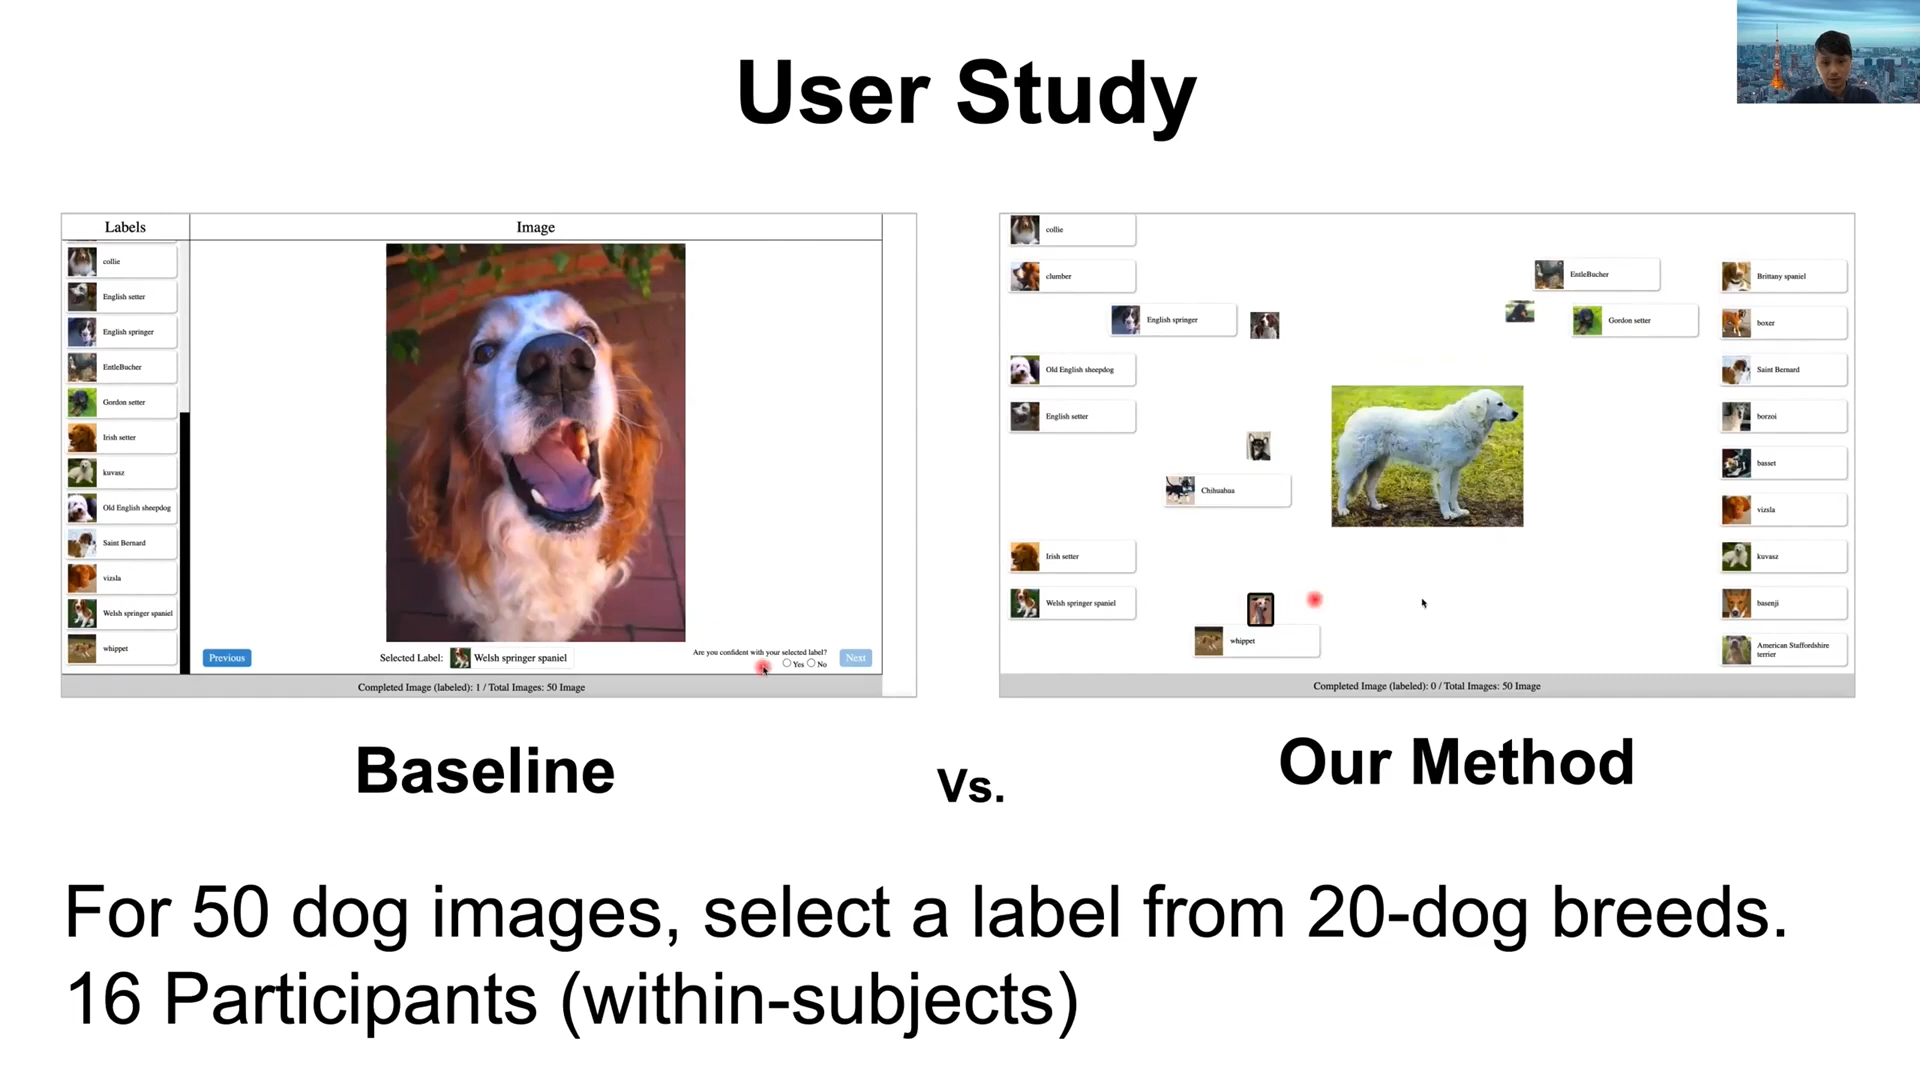 User Study
Labels
Image
collie
English setter
English springer
EntleBucher
Gordon setter
Irish setter
kuvasz
Old English sheepdog
Saint Bernard
vizsla
Welsh springer spaniel
whippet
Previous
Selected Label: Welsh springer spaniel
Are you confident with your selected label?
Yes No
Next
Completed Image (labeled): 1 / Total Images: 50 Image
collie
clumber
English springer
Old English sheepdog
English setter
Chihuahua
Irish setter
Welsh springer spaniel
whippet
EntleBucher
Gordon setter
Brittany spaniel
boxer
Saint Bernard
borzoi
basset
vizsla
kuvasz
basenji
American Staffordshire
terrier
Completed Image (labeled): 0 / Total Images: 50 Image
Baseline
Vs.
Our Method
For 50 dog images, select a label from 20-dog breeds.
16 Participants (within-subjects)